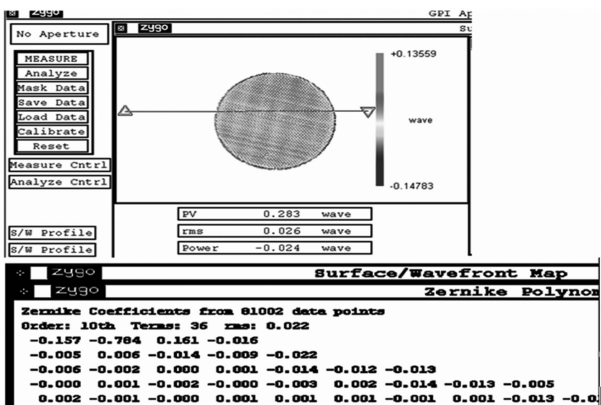 zygo
GPI Ap
No Aperture
zygo
Su
MEASURE
Analyze
Mask Data
Save Data
Load Data
Calibrate
Reset
Measure Cntrl
Analyze Cntrl
S/W Profile
S/W Profile
+0.13559
wave
-0.14783
PV 0.283 wave
rms 0.026 wave
Power -0.024 wave
zygo Surface/Wavefront Map
zygo Zernike Polynom
Zernike Coefficients from 81002 data points
Order: 10th Terms: 36 rms: 0.022
-0.157 -0.784 0.161 -0.016
-0.005 0.006 -0.014 -0.009 -0.022
-0.006 -0.002 0.000 0.001 -0.014 -0.012 -0.013
-0.000 0.001 -0.002 -0.000 -0.003 0.002 -0.014 -0.013 -0.005
0.002 -0.001 -0.000 0.001 0.001 0.001 -0.001 0.001 -0.013 -0.0